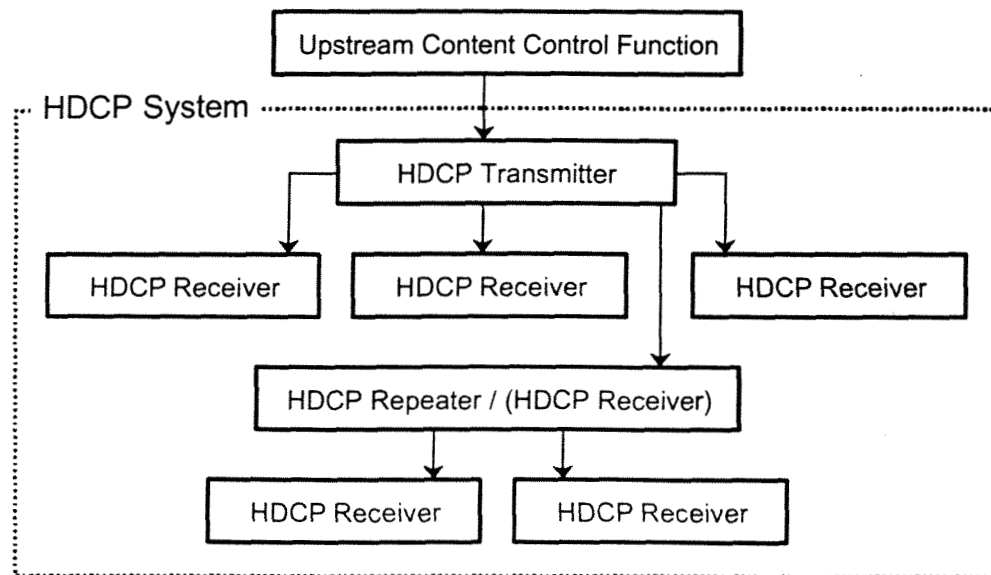 Upstream Content Control Function
HDCP System
HDCP Transmitter
HDCP Receiver
HDCP Receiver
HDCP Receiver
HDCP Repeater / (HDCP Receiver)
HDCP Receiver
HDCP Receiver